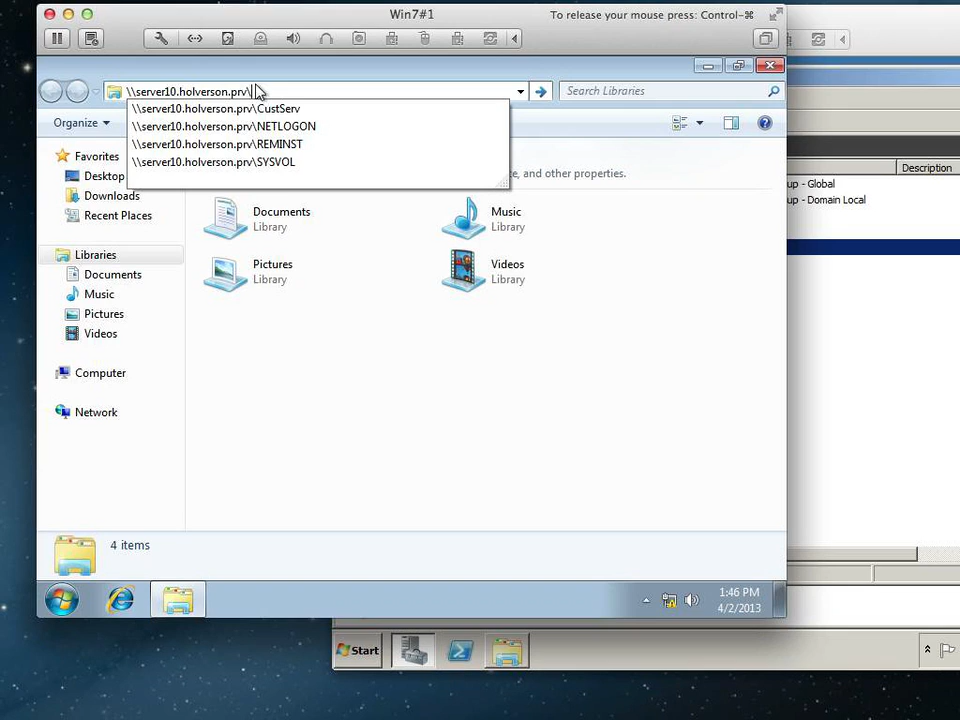 Win7#1
To release your mouse press: Control-⌘
\\server10.holverson.prv\
Search Libraries
\\server10.holverson.prv\CustServ
\\server10.holverson.prv\NETLOGON
\\server10.holverson.prv\REMINST
\\server10.holverson.prv\SYSVOL
Organize
Favorites
Desktop
Downloads
Recent Places
Libraries
Documents
Music
Pictures
Videos
Computer
Network
te, and other properties.
Documents
Library
Music
Library
Pictures
Library
Videos
Library
4 items
1:46 PM
4/2/2013
Description
up - Global
up - Domain Local
Start